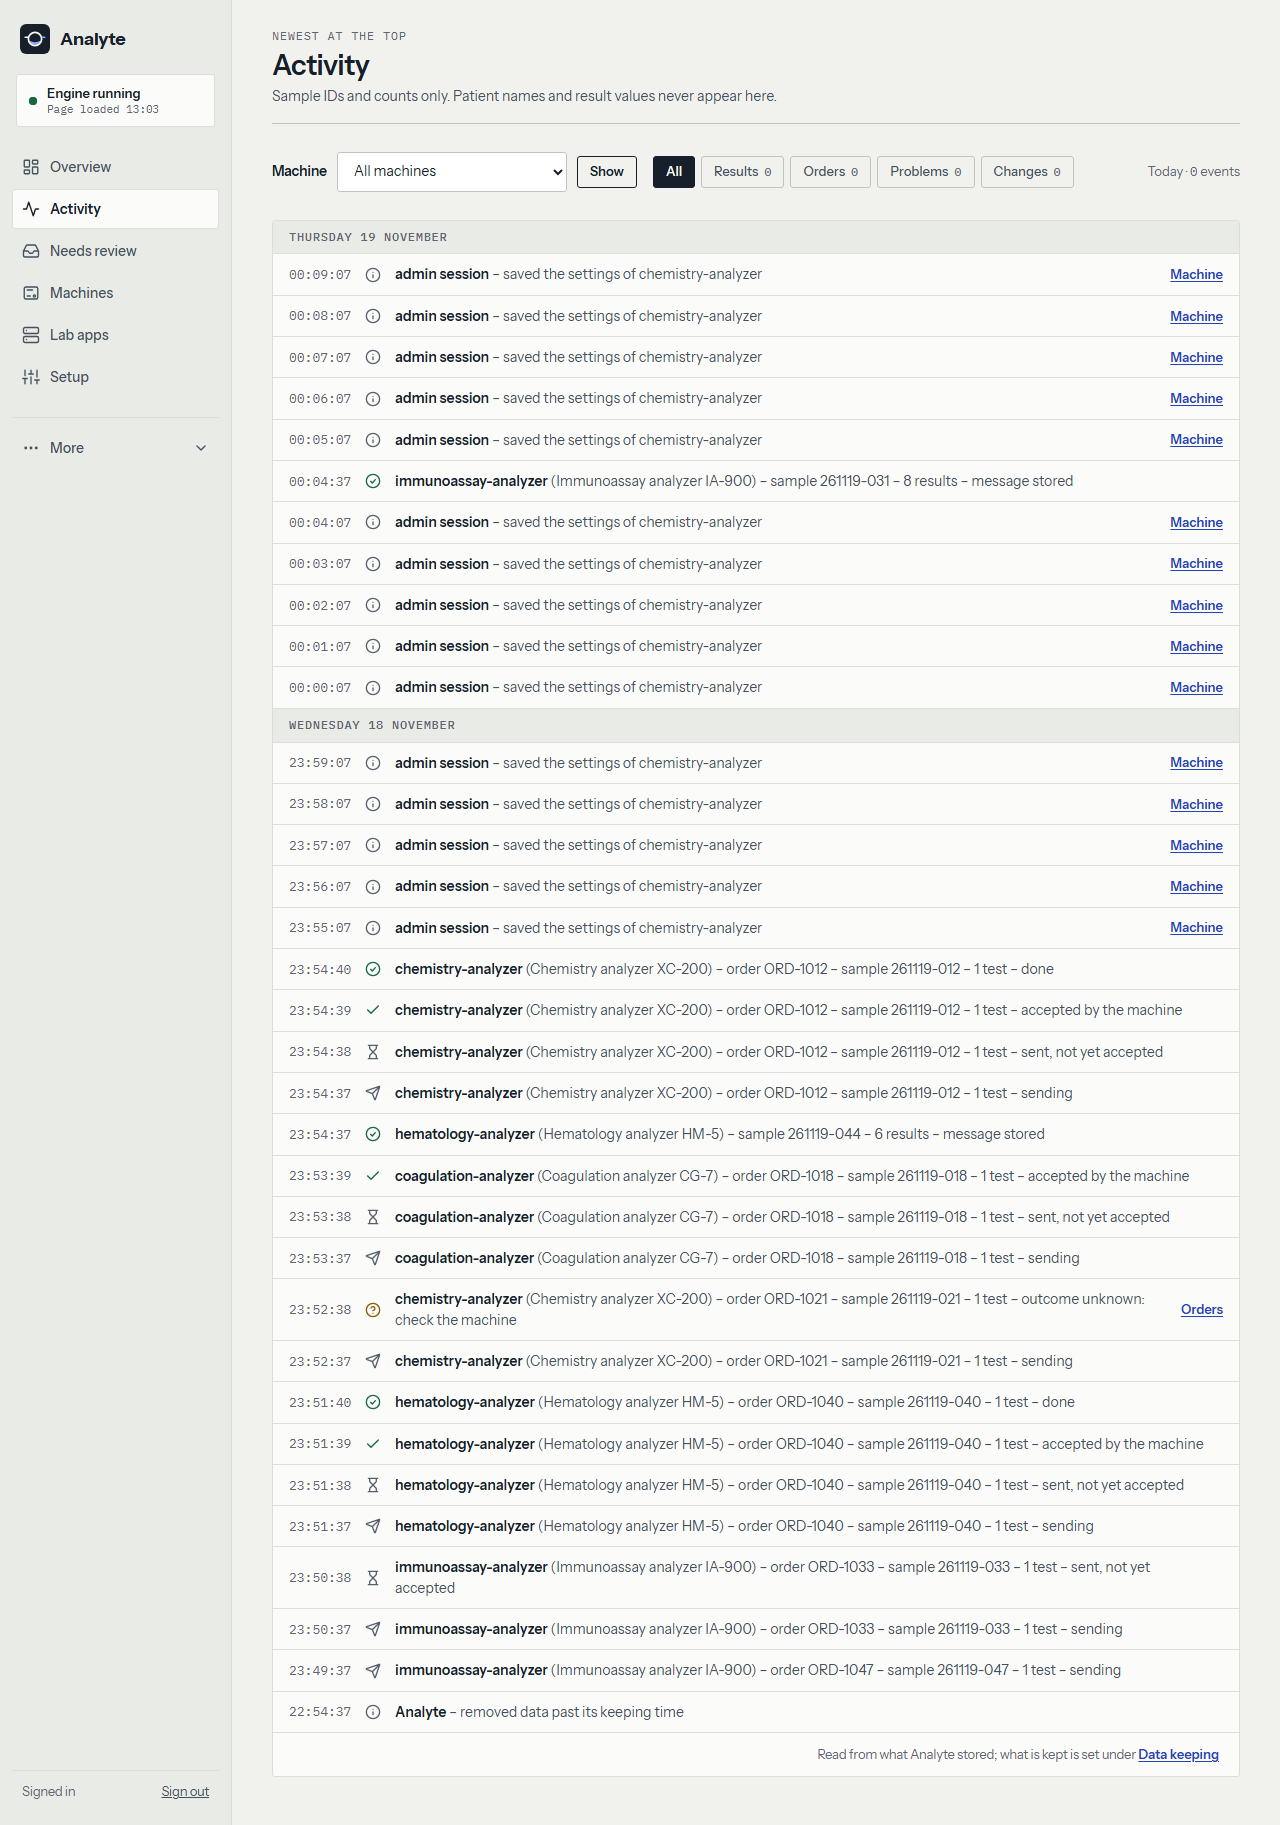 Analyte
Engine running
Page loaded 13:03
Overview
Activity
Needs review
Machines
Lab apps
Setup
More
Signed in
Sign out
NEWEST AT THE TOP
Activity
Sample IDs and counts only. Patient names and result values never appear here.
Machine All machines Show All Results 0 Orders 0 Problems 0 Changes 0 Today · 0 events
THURSDAY 19 NOVEMBER
00:09:07 admin session – saved the settings of chemistry-analyzer Machine
00:08:07 admin session – saved the settings of chemistry-analyzer Machine
00:07:07 admin session – saved the settings of chemistry-analyzer Machine
00:06:07 admin session – saved the settings of chemistry-analyzer Machine
00:05:07 admin session – saved the settings of chemistry-analyzer Machine
00:04:37 immunoassay-analyzer (Immunoassay analyzer IA-900) – sample 261119-031 – 8 results – message stored
00:04:07 admin session – saved the settings of chemistry-analyzer Machine
00:03:07 admin session – saved the settings of chemistry-analyzer Machine
00:02:07 admin session – saved the settings of chemistry-analyzer Machine
00:01:07 admin session – saved the settings of chemistry-analyzer Machine
00:00:07 admin session – saved the settings of chemistry-analyzer Machine
WEDNESDAY 18 NOVEMBER
23:59:07 admin session – saved the settings of chemistry-analyzer Machine
23:58:07 admin session – saved the settings of chemistry-analyzer Machine
23:57:07 admin session – saved the settings of chemistry-analyzer Machine
23:56:07 admin session – saved the settings of chemistry-analyzer Machine
23:55:07 admin session – saved the settings of chemistry-analyzer Machine
23:54:40 chemistry-analyzer (Chemistry analyzer XC-200) – order ORD-1012 – sample 261119-012 – 1 test – done
23:54:39 chemistry-analyzer (Chemistry analyzer XC-200) – order ORD-1012 – sample 261119-012 – 1 test – accepted by the machine
23:54:38 chemistry-analyzer (Chemistry analyzer XC-200) – order ORD-1012 – sample 261119-012 – 1 test – sent, not yet accepted
23:54:37 chemistry-analyzer (Chemistry analyzer XC-200) – order ORD-1012 – sample 261119-012 – 1 test – sending
23:54:37 hematology-analyzer (Hematology analyzer HM-5) – sample 261119-044 – 6 results – message stored
23:53:39 coagulation-analyzer (Coagulation analyzer CG-7) – order ORD-1018 – sample 261119-018 – 1 test – accepted by the machine
23:53:38 coagulation-analyzer (Coagulation analyzer CG-7) – order ORD-1018 – sample 261119-018 – 1 test – sent, not yet accepted
23:53:37 coagulation-analyzer (Coagulation analyzer CG-7) – order ORD-1018 – sample 261119-018 – 1 test – sending
23:52:38 chemistry-analyzer (Chemistry analyzer XC-200) – order ORD-1021 – sample 261119-021 – 1 test – outcome unknown: Orders
check the machine
23:52:37 chemistry-analyzer (Chemistry analyzer XC-200) – order ORD-1021 – sample 261119-021 – 1 test – sending
23:51:40 hematology-analyzer (Hematology analyzer HM-5) – order ORD-1040 – sample 261119-040 – 1 test – done
23:51:39 hematology-analyzer (Hematology analyzer HM-5) – order ORD-1040 – sample 261119-040 – 1 test – accepted by the machine
23:51:38 hematology-analyzer (Hematology analyzer HM-5) – order ORD-1040 – sample 261119-040 – 1 test – sent, not yet accepted
23:51:37 hematology-analyzer (Hematology analyzer HM-5) – order ORD-1040 – sample 261119-040 – 1 test – sending
23:50:38 immunoassay-analyzer (Immunoassay analyzer IA-900) – order ORD-1033 – sample 261119-033 – 1 test – sent, not yet
accepted
23:50:37 immunoassay-analyzer (Immunoassay analyzer IA-900) – order ORD-1033 – sample 261119-033 – 1 test – sending
23:49:37 immunoassay-analyzer (Immunoassay analyzer IA-900) – order ORD-1047 – sample 261119-047 – 1 test – sending
22:54:37 Analyte – removed data past its keeping time
Read from what Analyte stored; what is kept is set under Data keeping